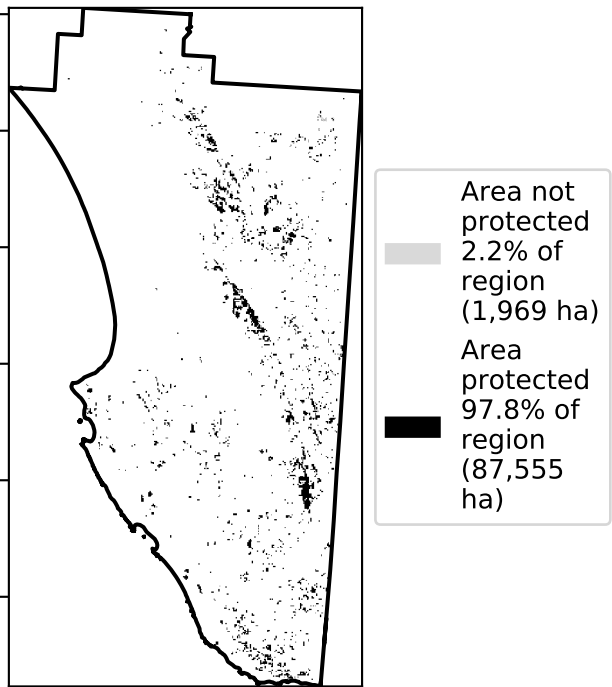 Area not
protected
2.2% of
region
(1,969 ha)
Area
protected
97.8% of
region
(87,555
ha)